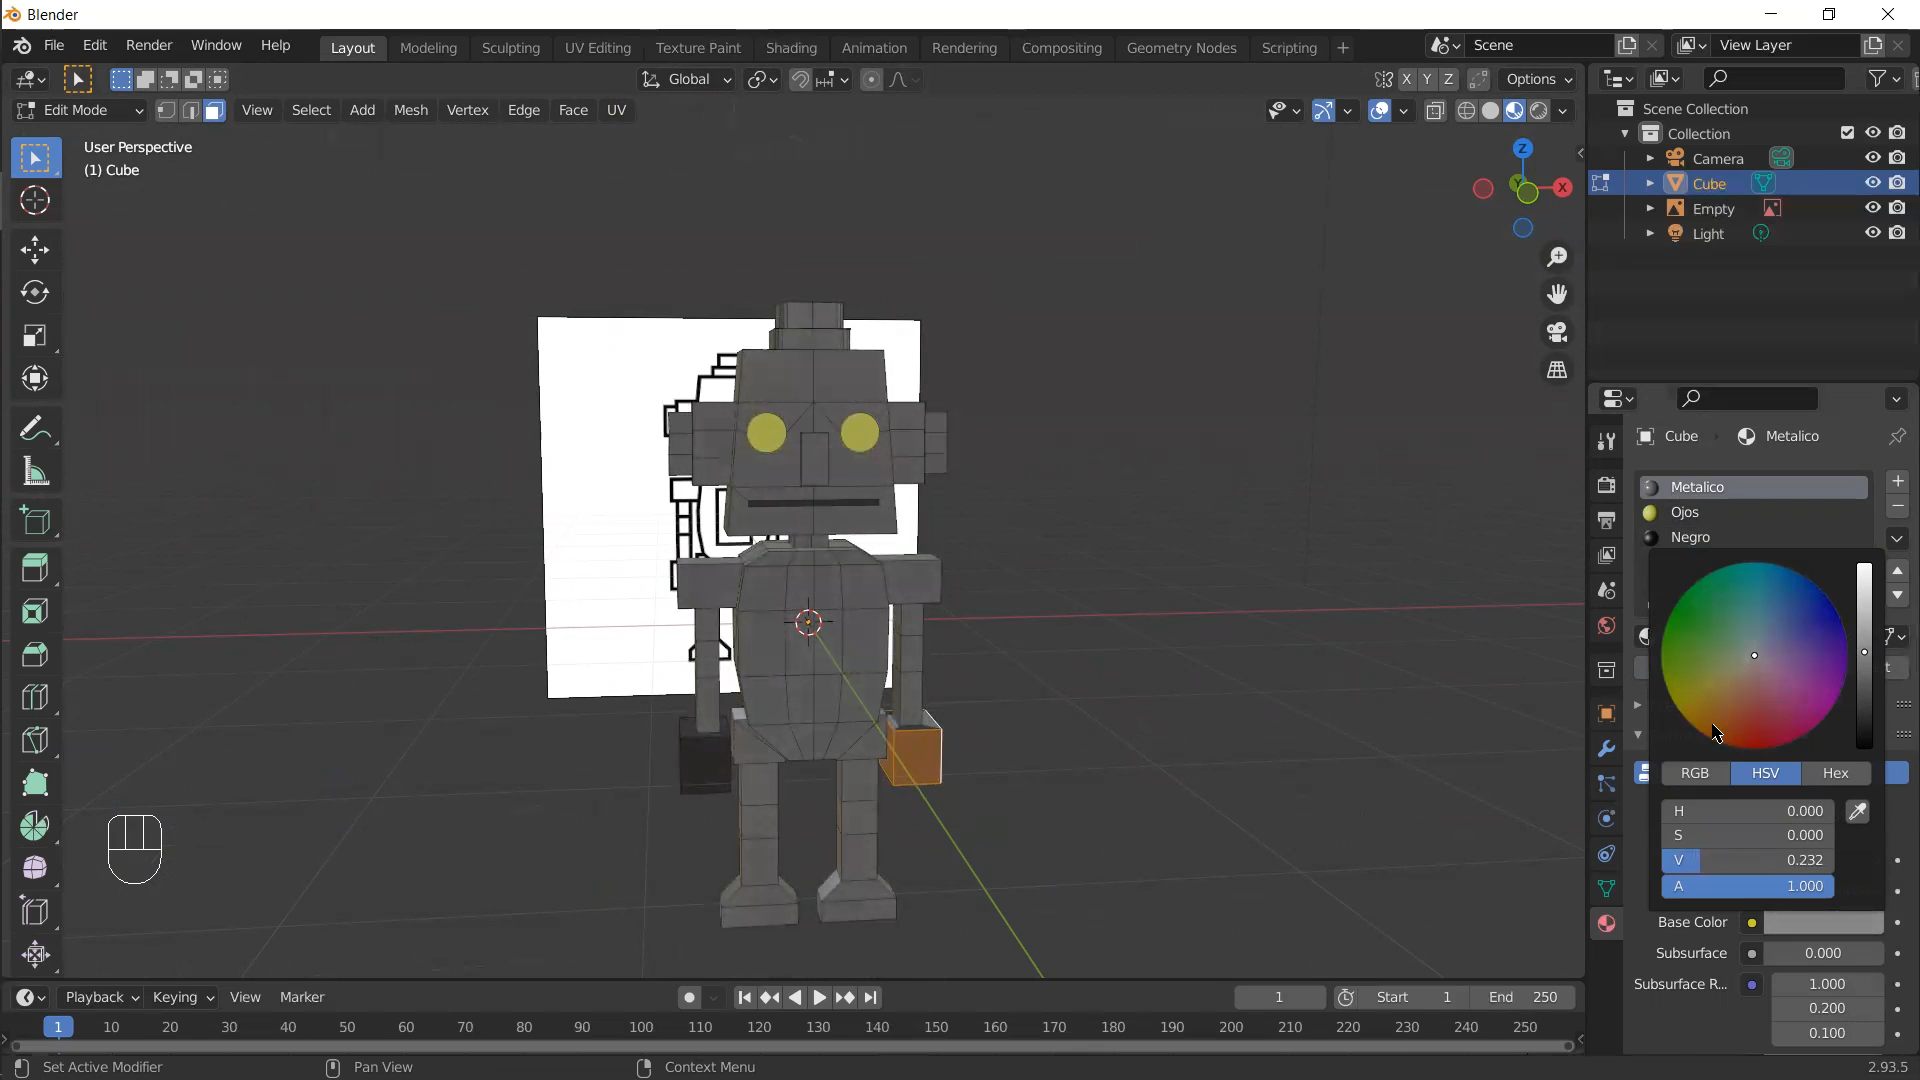 Blender
File Edit Render Window Help Layout Modeling Sculpting UV Editing Texture Paint Shading Animation Rendering Compositing Geometry Nodes Scripting + Scene View Layer
Global X Y Z Options
Edit Mode View Select Add Mesh Vertex Edge Face UV
User Perspective
(1) Cube
Z
X
Y
Scene Collection
Collection
Camera
Cube
Empty
Light
Cube > Metalico
Metalico
Ojos
Negro
RGB HSV Hex
H 0.000
S 0.000
V 0.232
A 1.000
Base Color
Subsurface 0.000
Subsurface R... 1.000
0.200
0.100
Playback Keying View Marker 1 Start 1 End 250
1 10 20 30 40 50 60 70 80 90 100 110 120 130 140 150 160 170 180 190 200 210 220 230 240 250
Set Active Modifier Pan View Context Menu 2.93.5